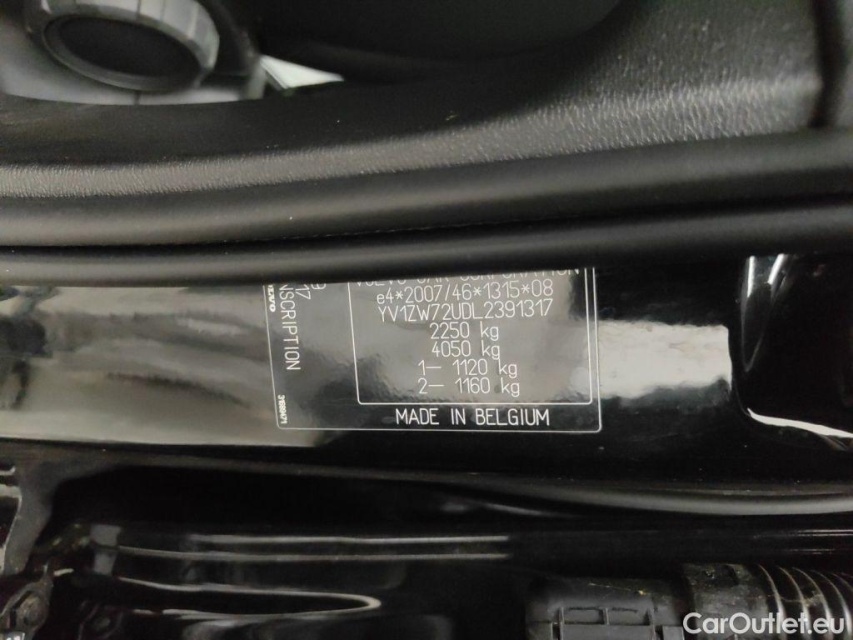 e4*2007/46*1315*08
YV1ZW72UDL2391317
2250 kg
4050 kg
1- 1120 kg
2- 1160 kg
MADE IN BELGIUM
CarOutlet.eu